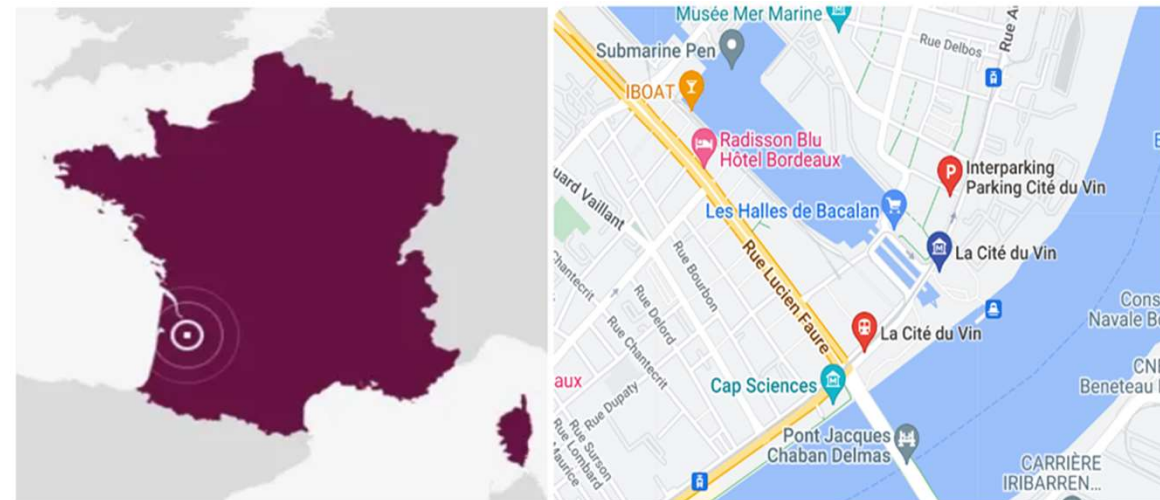 Musée Mer Marine
Submarine Pen
Rue Delbos
IBOAT
Radisson Blu
Hôtel Bordeaux
Interparking
Parking Cité du Vin
Vaillant
Les Halles de Bacalan
La Cité du Vin
Rue Bourbon
Rue Lucien Faure
Rue Delord
Rue Chantecrit
La Cité du Vin
Cap Sciences
aux
Rue Dupaty
Rue Surson
Rue Lombard
Maurice
Pont Jacques
Chaban Delmas
Navale
CARRIÈRE
IRIBARREN...
Beneteau